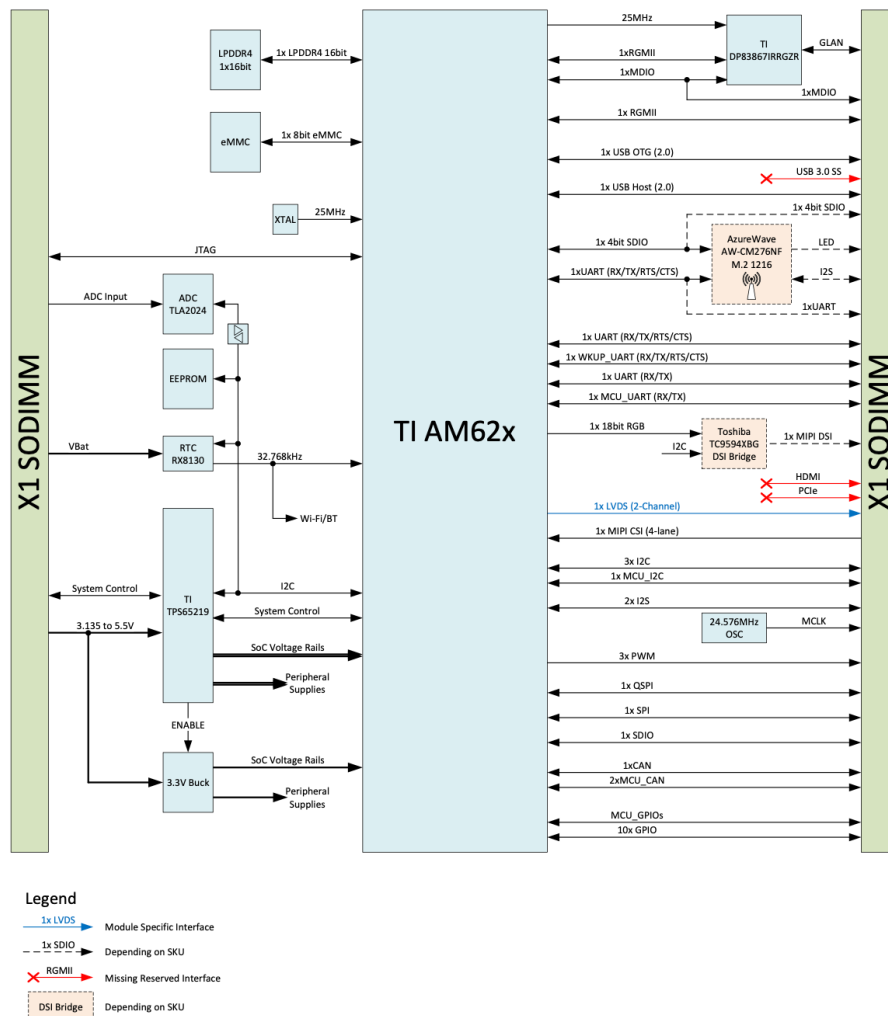 25MHz
TI
DP83867IRRGZR
GLAN
LPDDR4
1x16bit
1x LPDDR4 16bit
1xRGMII
1xMDIO
1xMDIO
1x RGMII
eMMC
1x 8bit eMMC
1x USB OTG (2.0)
USB 3.0 SS
1x USB Host (2.0)
XTAL
25MHz
1x 4bit SDIO
JTAG
1x 4bit SDIO
AzureWave
AW-CM276NF
M.2 1216
LED
ADC Input
ADC
TLA2024
1xUART (RX/TX/RTS/CTS)
I2S
1xUART
1x UART (RX/TX/RTS/CTS)
1x WKUP_UART (RX/TX/RTS/CTS)
EEPROM
1x UART (RX/TX)
1x MCU_UART (RX/TX)
X1 SODIMM
TI AM62x
X1 SODIMM
VBat
RTC
RX8130
32.768kHz
1x 18bit RGB
I2C
Toshiba
TC9594XBG
DSI Bridge
1x MIPI DSI
HDMI
PCIe
Wi-Fi/BT
1x LVDS (2-Channel)
1x MIPI CSI (4-lane)
System Control
TI
TPS65219
I2C
3x I2C
1x MCU_I2C
System Control
2x I2S
3.135 to 5.5V
24.576MHz
OSC
MCLK
SoC Voltage Rails
3x PWM
Peripheral
Supplies
1x QSPI
1x SPI
ENABLE
1x SDIO
3.3V Buck
SoC Voltage Rails
1xCAN
2xMCU_CAN
Peripheral
Supplies
MCU_GPIOs
10x GPIO
Legend
1x LVDS
Module Specific Interface
1x SDIO
Depending on SKU
RGMII
Missing Reserved Interface
DSI Bridge
Depending on SKU